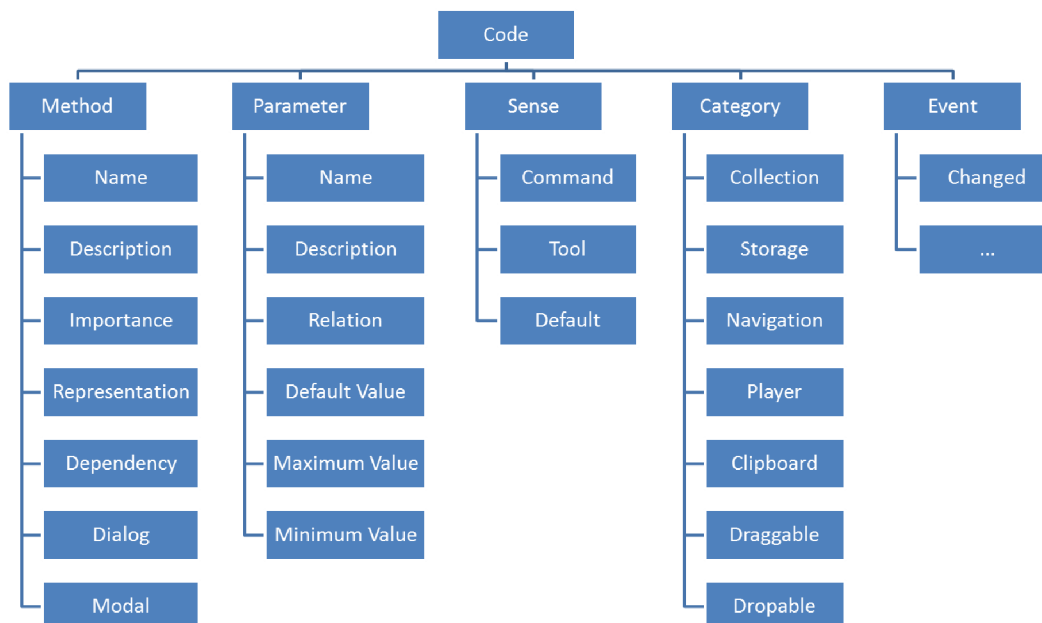 Code
Method
Parameter
Sense
Category
Event
Name
Name
Command
Collection
Changed
Description
Description
Tool
Storage
...
Importance
Relation
Default
Navigation
Representation
Default Value
Player
Dependency
Maximum Value
Clipboard
Dialog
Minimum Value
Draggable
Modal
Dropable